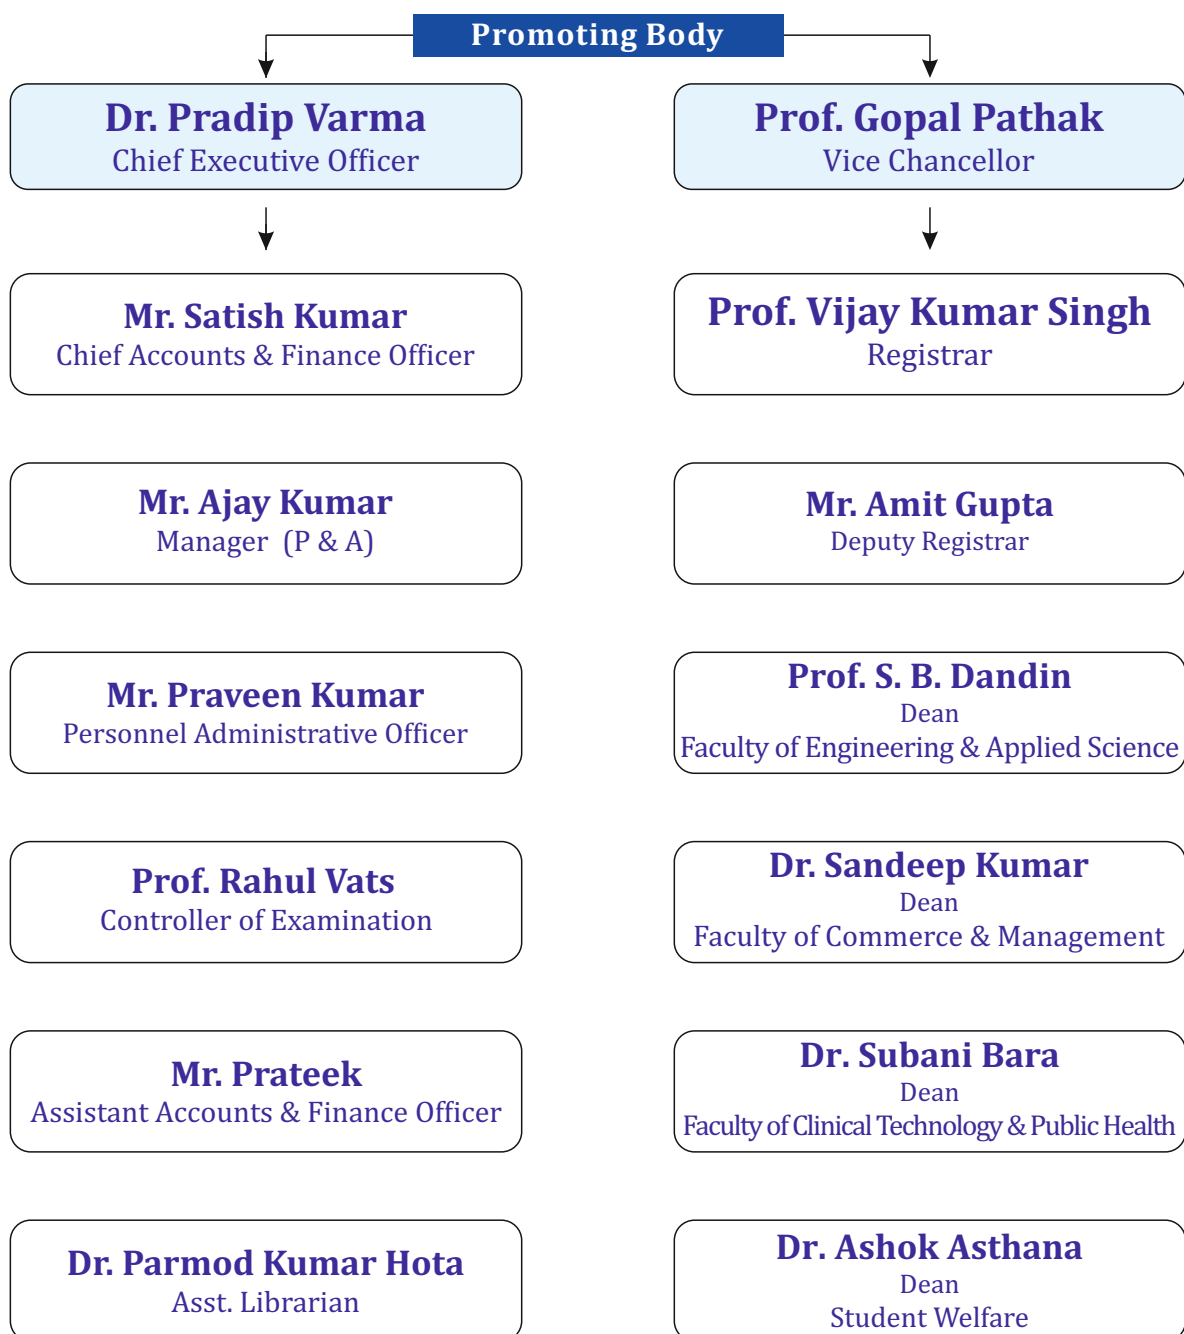 Promoting Body
Dr. Pradip Varma
Chief Executive Officer
Prof. Gopal Pathak
Vice Chancellor
Mr. Satish Kumar
Chief Accounts & Finance Officer
Prof. Vijay Kumar Singh
Registrar
Mr. Ajay Kumar
Manager (P & A)
Mr. Amit Gupta
Deputy Registrar
Mr. Praveen Kumar
Personnel Administrative Officer
Prof. S. B. Dandin
Dean
Faculty of Engineering & Applied Science
Prof. Rahul Vats
Controller of Examination
Dr. Sandeep Kumar
Dean
Faculty of Commerce & Management
Mr. Prateek
Assistant Accounts & Finance Officer
Dr. Subani Bara
Dean
Faculty of Clinical Technology & Public Health
Dr. Parmod Kumar Hota
Asst. Librarian
Dr. Ashok Asthana
Dean
Student Welfare